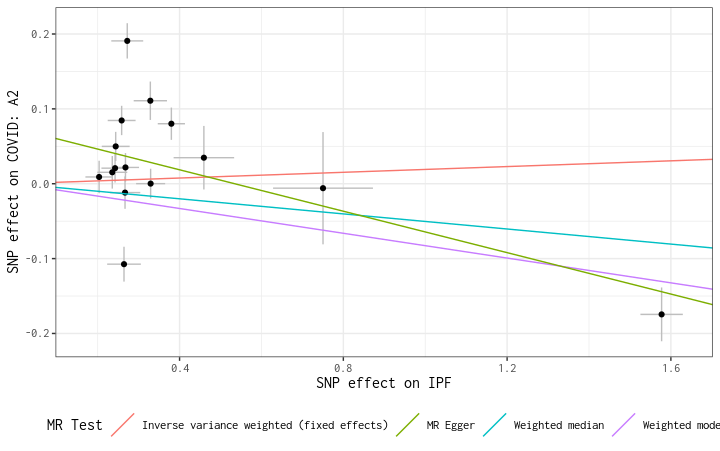 SNP effect on COVID: A2
0.2
0.1
0.0
-0.1
-0.2
0.4 0.8 1.2 1.6
SNP effect on IPF
MR Test Inverse variance weighted (fixed effects) MR Egger Weighted median Weighted mode